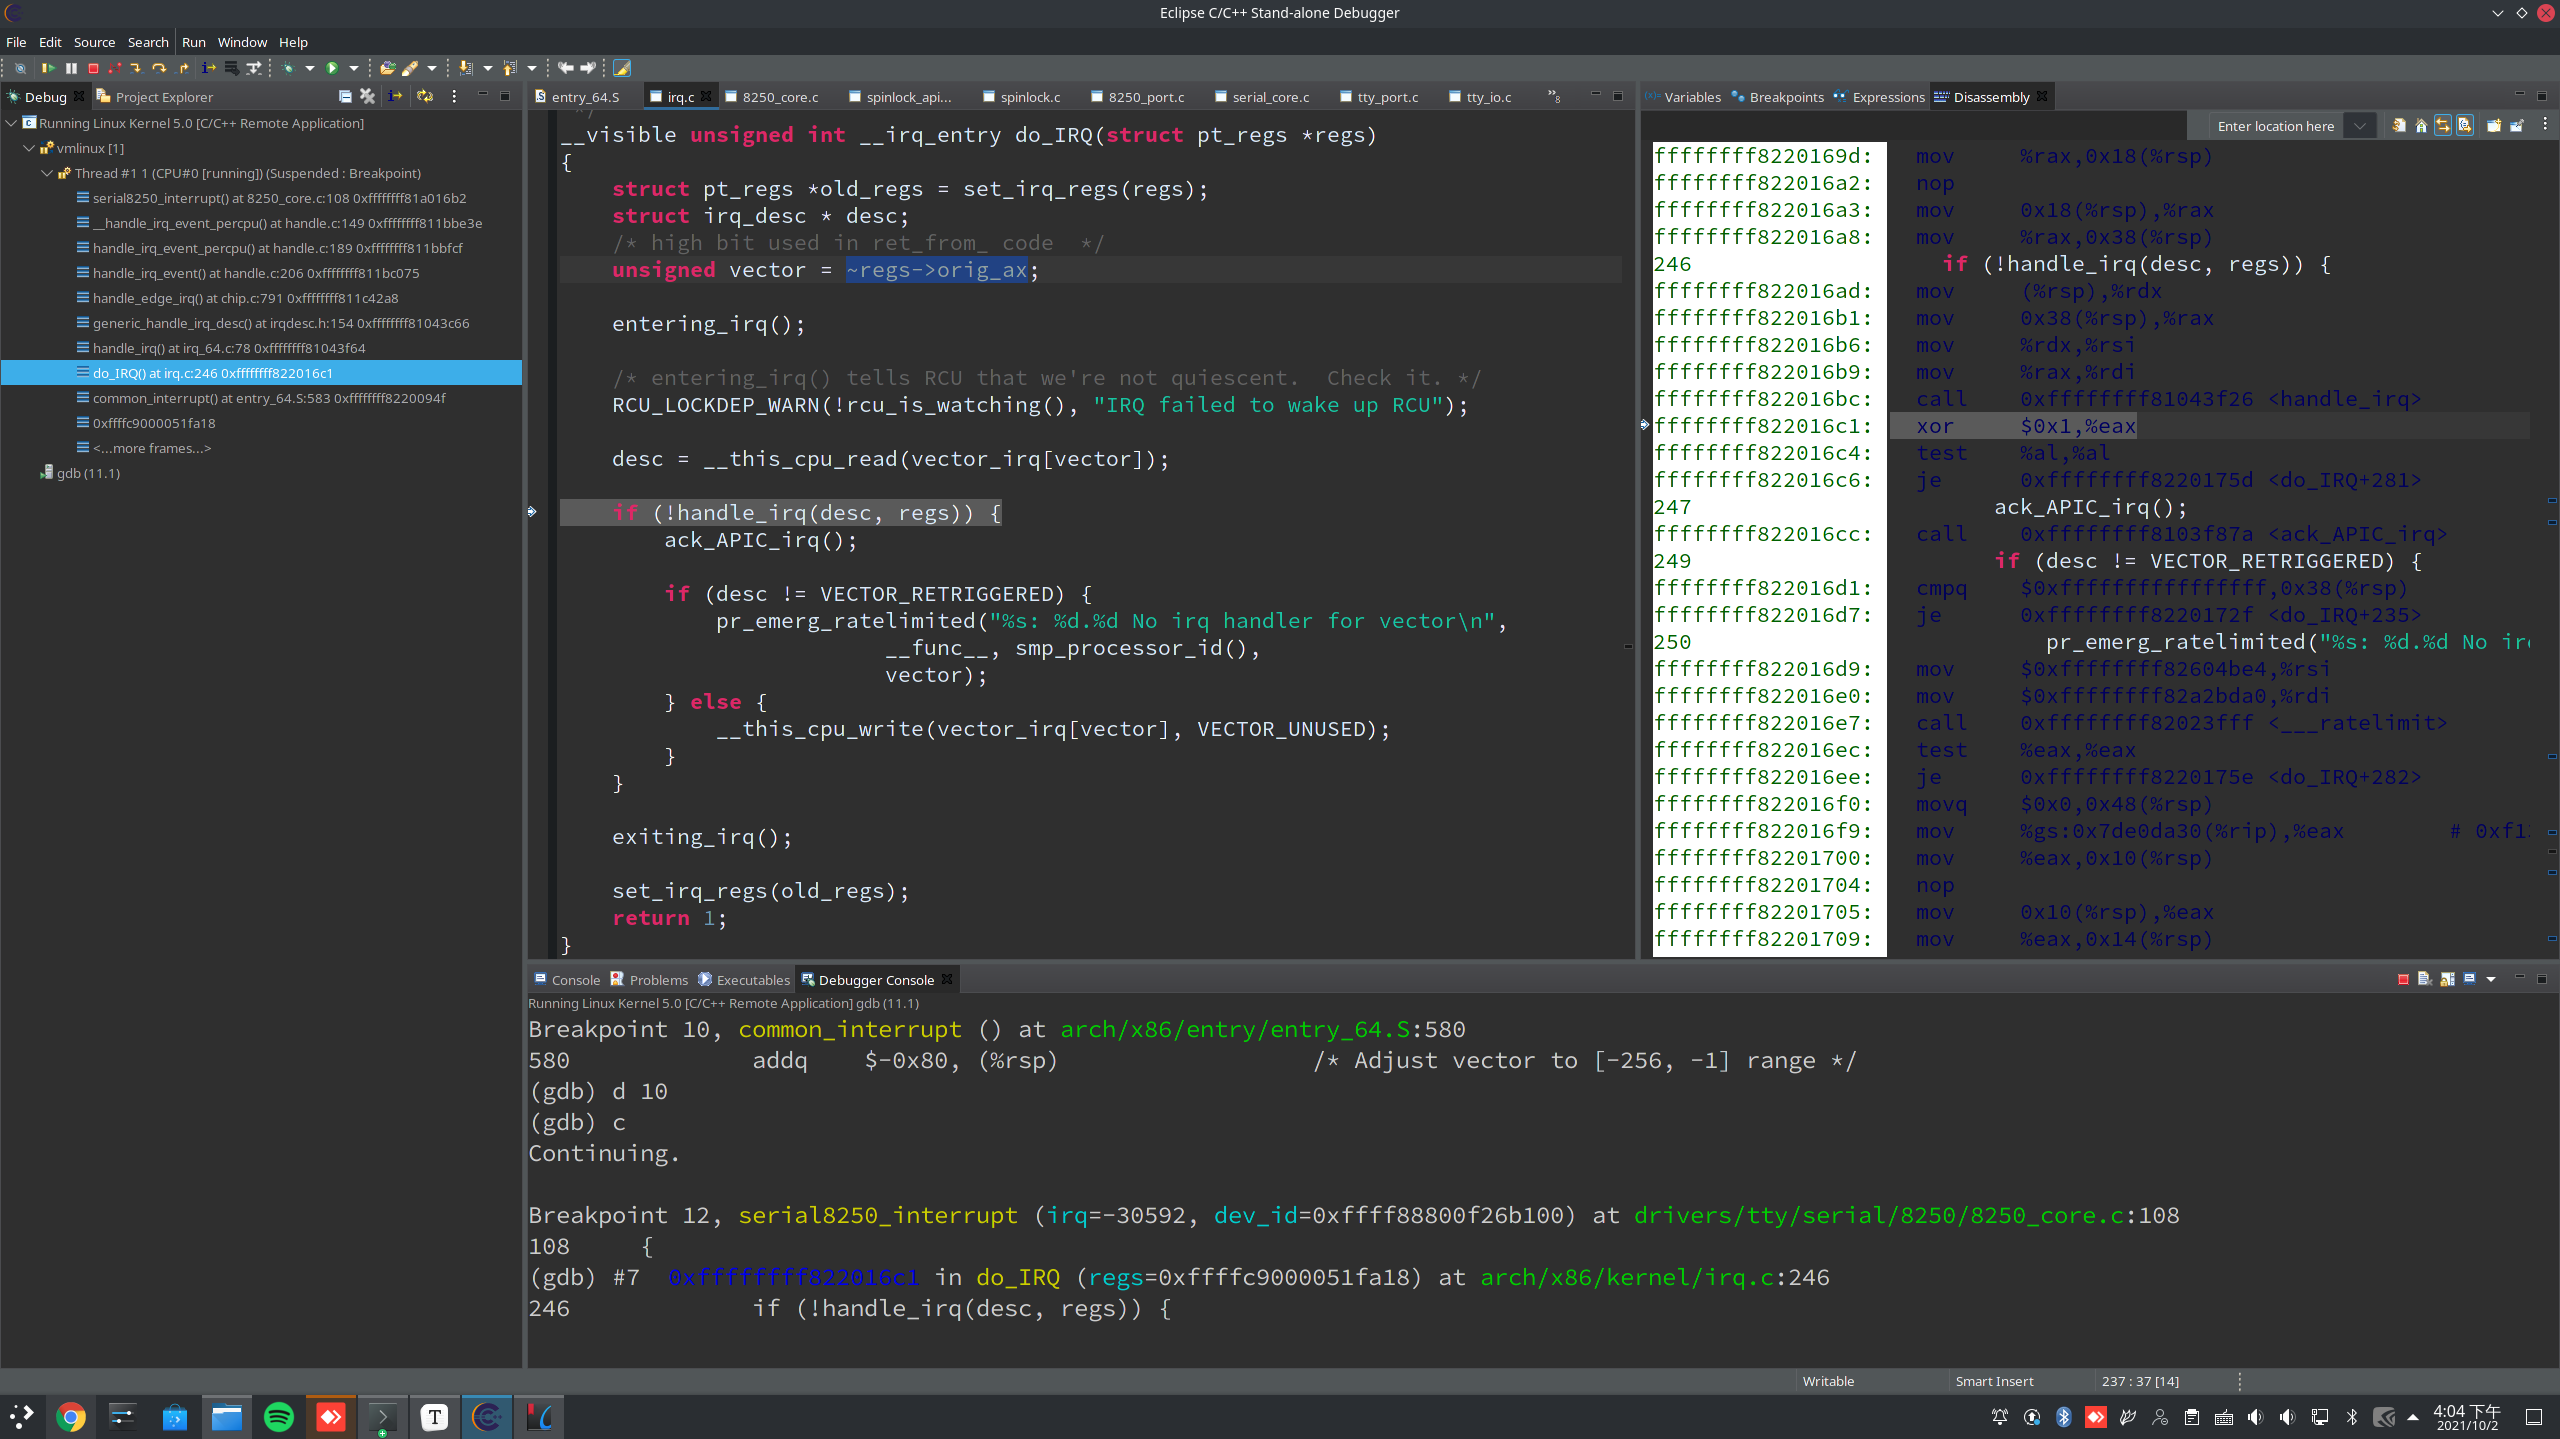 Eclipse C/C++ Stand-alone Debugger
File Edit Source Search Run Window Help
Debug Project Explorer
Running Linux Kernel 5.0 [C/C++ Remote Application]
vmlinux [1]
Thread #1 1 (CPU#0 [running]) (Suspended : Breakpoint)
serial8250_interrupt() at 8250_core.c:108 0xffffffff81a016b2
__handle_irq_event_percpu() at handle.c:149 0xffffffff811bbe3e
handle_irq_event_percpu() at handle.c:189 0xffffffff811bbfcf
handle_irq_event() at handle.c:206 0xffffffff811bc075
handle_edge_irq() at chip.c:791 0xffffffff811c42a8
generic_handle_irq_desc() at irqdesc.h:154 0xffffffff81043c66
handle_irq() at irq_64.c:78 0xffffffff81043f64
do_IRQ() at irq.c:246 0xffffffff822016c1
common_interrupt() at entry_64.S:583 0xffffffff8220094f
0xffffc9000051fa18
<...more frames...>
gdb (11.1)
entry_64.S irq.c 8250_core.c spinlock_api... spinlock.c 8250_port.c serial_core.c tty_port.c tty_io.c »8
*/
__visible unsigned int __irq_entry do_IRQ(struct pt_regs *regs)
{
struct pt_regs *old_regs = set_irq_regs(regs);
struct irq_desc * desc;
/* high bit used in ret_from_ code  */
unsigned vector = ~regs->orig_ax;
entering_irq();
/* entering_irq() tells RCU that we're not quiescent.  Check it. */
RCU_LOCKDEP_WARN(!rcu_is_watching(), "IRQ failed to wake up RCU");
desc = __this_cpu_read(vector_irq[vector]);
if (!handle_irq(desc, regs)) {
ack_APIC_irq();
if (desc != VECTOR_RETRIGGERED) {
pr_emerg_ratelimited("%s: %d.%d No irq handler for vector\n",
__func__, smp_processor_id(),
vector);
} else {
__this_cpu_write(vector_irq[vector], VECTOR_UNUSED);
}
}
exiting_irq();
set_irq_regs(old_regs);
return 1;
}
Variables Breakpoints Expressions Disassembly
Enter location here
ffffffff8220169d: mov %rax,0x18(%rsp)
ffffffff822016a2: nop
ffffffff822016a3: mov 0x18(%rsp),%rax
ffffffff822016a8: mov %rax,0x38(%rsp)
246 if (!handle_irq(desc, regs)) {
ffffffff822016ad: mov (%rsp),%rdx
ffffffff822016b1: mov 0x38(%rsp),%rax
ffffffff822016b6: mov %rdx,%rsi
ffffffff822016b9: mov %rax,%rdi
ffffffff822016bc: call 0xffffffff81043f26 <handle_irq>
ffffffff822016c1: xor $0x1,%eax
ffffffff822016c4: test %al,%al
ffffffff822016c6: je 0xffffffff8220175d <do_IRQ+281>
247 ack_APIC_irq();
ffffffff822016cc: call 0xffffffff8103f87a <ack_APIC_irq>
249 if (desc != VECTOR_RETRIGGERED) {
ffffffff822016d1: cmpq $0xffffffffffffffff,0x38(%rsp)
ffffffff822016d7: je 0xffffffff8220172f <do_IRQ+235>
250 pr_emerg_ratelimited("%s: %d.%d No ir
ffffffff822016d9: mov $0xffffffff82604be4,%rsi
ffffffff822016e0: mov $0xffffffff82a2bda0,%rdi
ffffffff822016e7: call 0xffffffff82023fff <___ratelimit>
ffffffff822016ec: test %eax,%eax
ffffffff822016ee: je 0xffffffff8220175e <do_IRQ+282>
ffffffff822016f0: movq $0x0,0x48(%rsp)
ffffffff822016f9: mov %gs:0x7de0da30(%rip),%eax # 0xf1
ffffffff82201700: mov %eax,0x10(%rsp)
ffffffff82201704: nop
ffffffff82201705: mov 0x10(%rsp),%eax
ffffffff82201709: mov %eax,0x14(%rsp)
Console Problems Executables Debugger Console
Running Linux Kernel 5.0 [C/C++ Remote Application] gdb (11.1)
Breakpoint 10, common_interrupt () at arch/x86/entry/entry_64.S:580
580 addq $-0x80, (%rsp) /* Adjust vector to [-256, -1] range */
(gdb) d 10
(gdb) c
Continuing.
Breakpoint 12, serial8250_interrupt (irq=-30592, dev_id=0xffff88800f26b100) at drivers/tty/serial/8250/8250_core.c:108
108 {
(gdb) #7  0xffffffff822016c1 in do_IRQ (regs=0xffffc9000051fa18) at arch/x86/kernel/irq.c:246
246 if (!handle_irq(desc, regs)) {
Writable Smart Insert 237 : 37 [14]
4:04 下午
2021/10/2